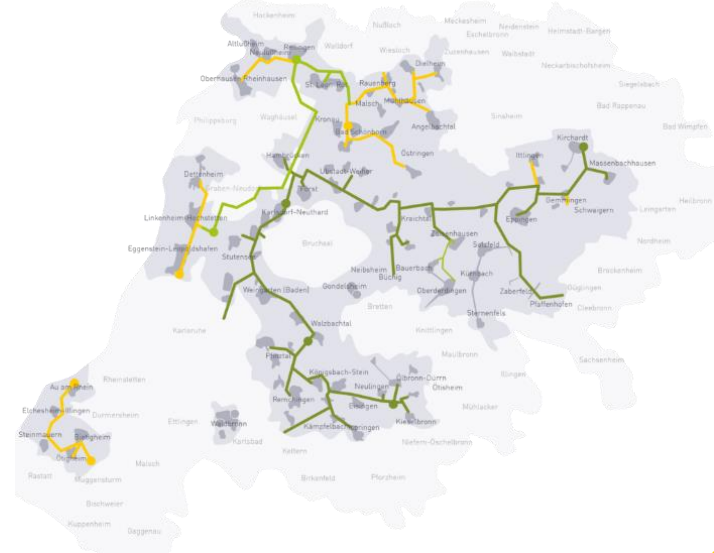 Hockenheim
Nußloch
Meckesheim
Neidenstein
Helmstadt-Bargen
Eschelbronn
Altlußheim
Reilingen
Walldorf
Wiesloch
Zuzenhausen
Waibstadt
Neulußheim
Dielheim
Neckarbischofsheim
Oberhausen-Rheinhausen
St. Leon-Rot
Rauenberg
Siegelsbach
Malsch
Mühlhausen
Bad Rappenau
Waghäusel
Philippsburg
Kronau
Angelbachtal
Sinsheim
Bad Wimpfen
Bad Schönborn
Kirchardt
Östringen
Ittlingen
Hambrücken
Massenbachhausen
Dettenheim
Ubstadt-Weiher
Graben-Neudorf
Forst
Gemmingen
Heilbronn
Linkenheim-Hochstetten
Karlsdorf-Neuthard
Kraichtal
Eppingen
Schwaigern
Leingarten
Zaisenhausen
Bruchsal
Sulzfeld
Nordheim
Eggenstein-Leopoldshafen
Stutensee
Neibsheim
Bauerbach
Kürnbach
Brackenheim
Büchig
Gondelsheim
Oberderdingen
Zaberfeld
Güglingen
Weingarten (Baden)
Pfaffenhofen
Cleebronn
Bretten
Sternenfels
Karlsruhe
Walzbachtal
Knittlingen
Pfinztal
Maulbronn
Sachsenheim
Königsbach-Stein
Illingen
Rheinstetten
Ölbronn-Dürrn
Au am Rhein
Neulingen
Ötisheim
Remchingen
Eisingen
Mühlacker
Elchesheim-Illingen
Durmersheim
Ettlingen
Waldbronn
Kämpfelbach
Ispringen
Kieselbronn
Steinmauern
Bietigheim
Karlsbad
Niefern-Öschelbronn
Ötigheim
Keltern
Rastatt
Muggensturm
Malsch
Birkenfeld
Pforzheim
Bischweier
Kuppenheim
Gaggenau